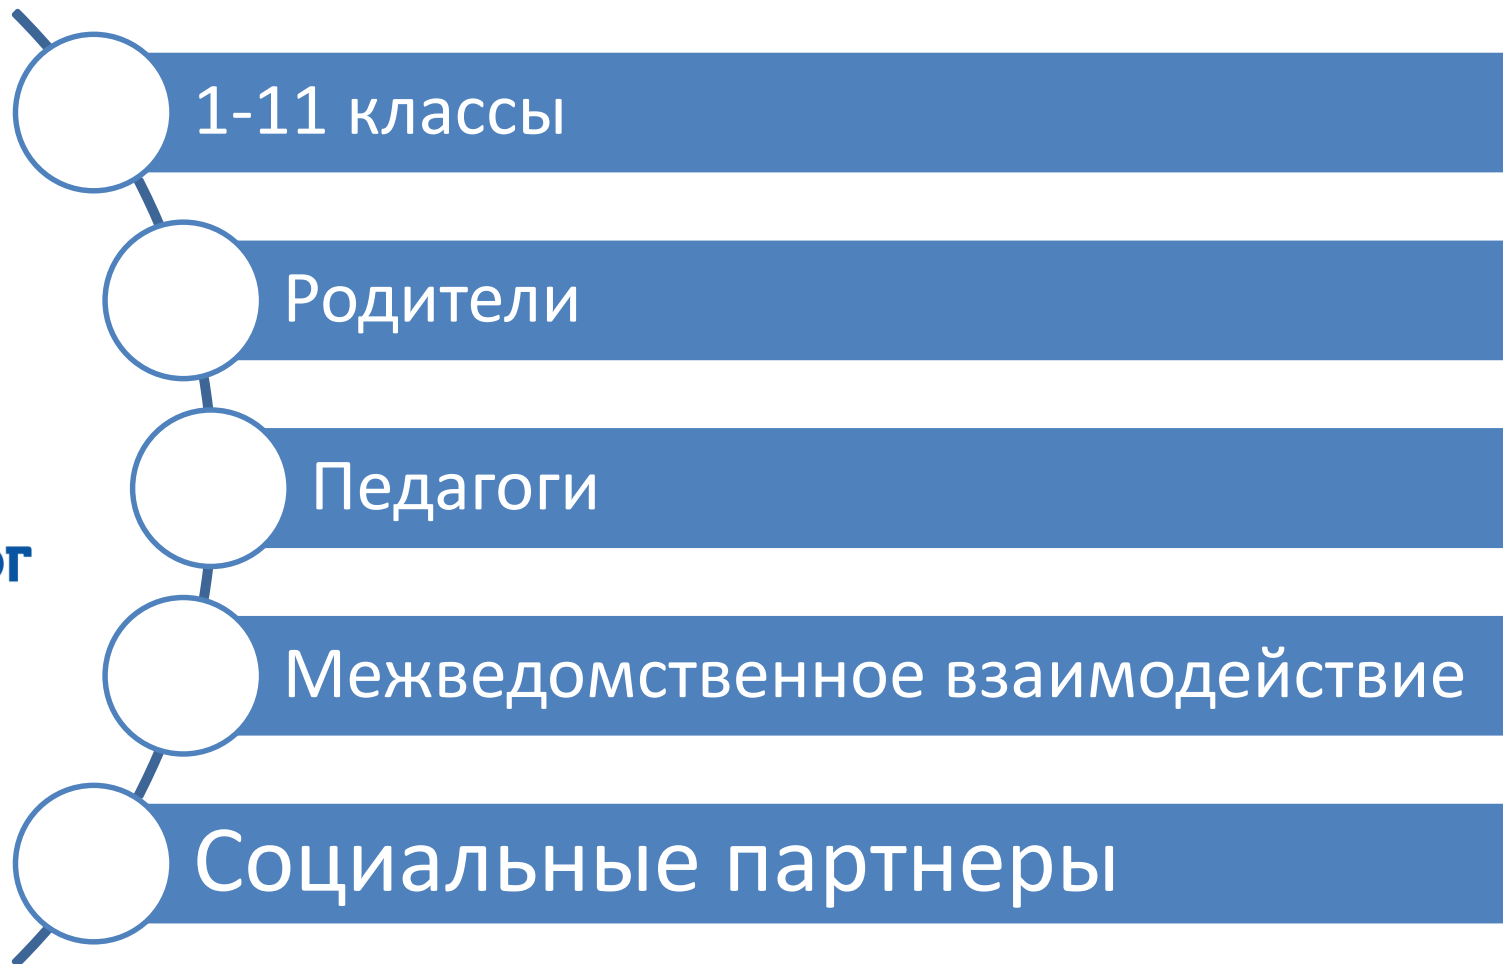 1-11 классы
Родители
Педагоги
Межведомственное взаимодействие
Социальные партнеры